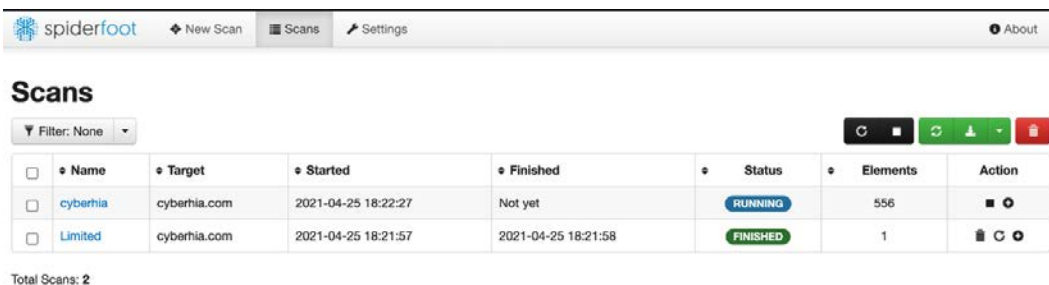 spiderfoot New Scan Scans Settings About
Scans
Filter: None
Name Target Started Finished Status Elements Action
cyberhia cyberhia.com 2021-04-25 18:22:27 Not yet RUNNING 556
Limited cyberhia.com 2021-04-25 18:21:57 2021-04-25 18:21:58 FINISHED 1
Total Scans: 2